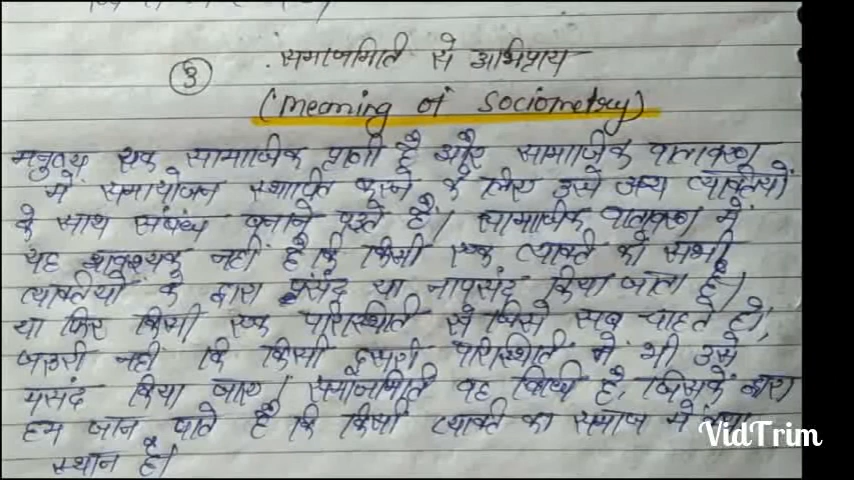 3
समाजमिति से अभिप्राय
(Meaning of Sociometry)
मनुष्य एक सामाजिक प्राणी है और सामाजिक वातावरण
में समायोजन स्थापित करने के लिए उसे अन्य व्यक्तियों
के साथ संबंध बनाने पड़ते हैं। सामाजिक वातावरण में
यह आवश्यक नहीं है कि किसी एक व्यक्ति को सभी
व्यक्तियों के द्वारा पसंद या नापसंद किया जाता है।
या फिर किसी एक परिस्थिति में जिसे सब चाहते हो,
जरूरी नहीं कि किसी दूसरी परिस्थिति में भी उसे
पसंद किया जाए। समाजमिति वह विधि है, जिसके द्वारा
हम जान पाते है कि किसी व्यक्ति का समाज में क्या
स्थान है।
VidTrim